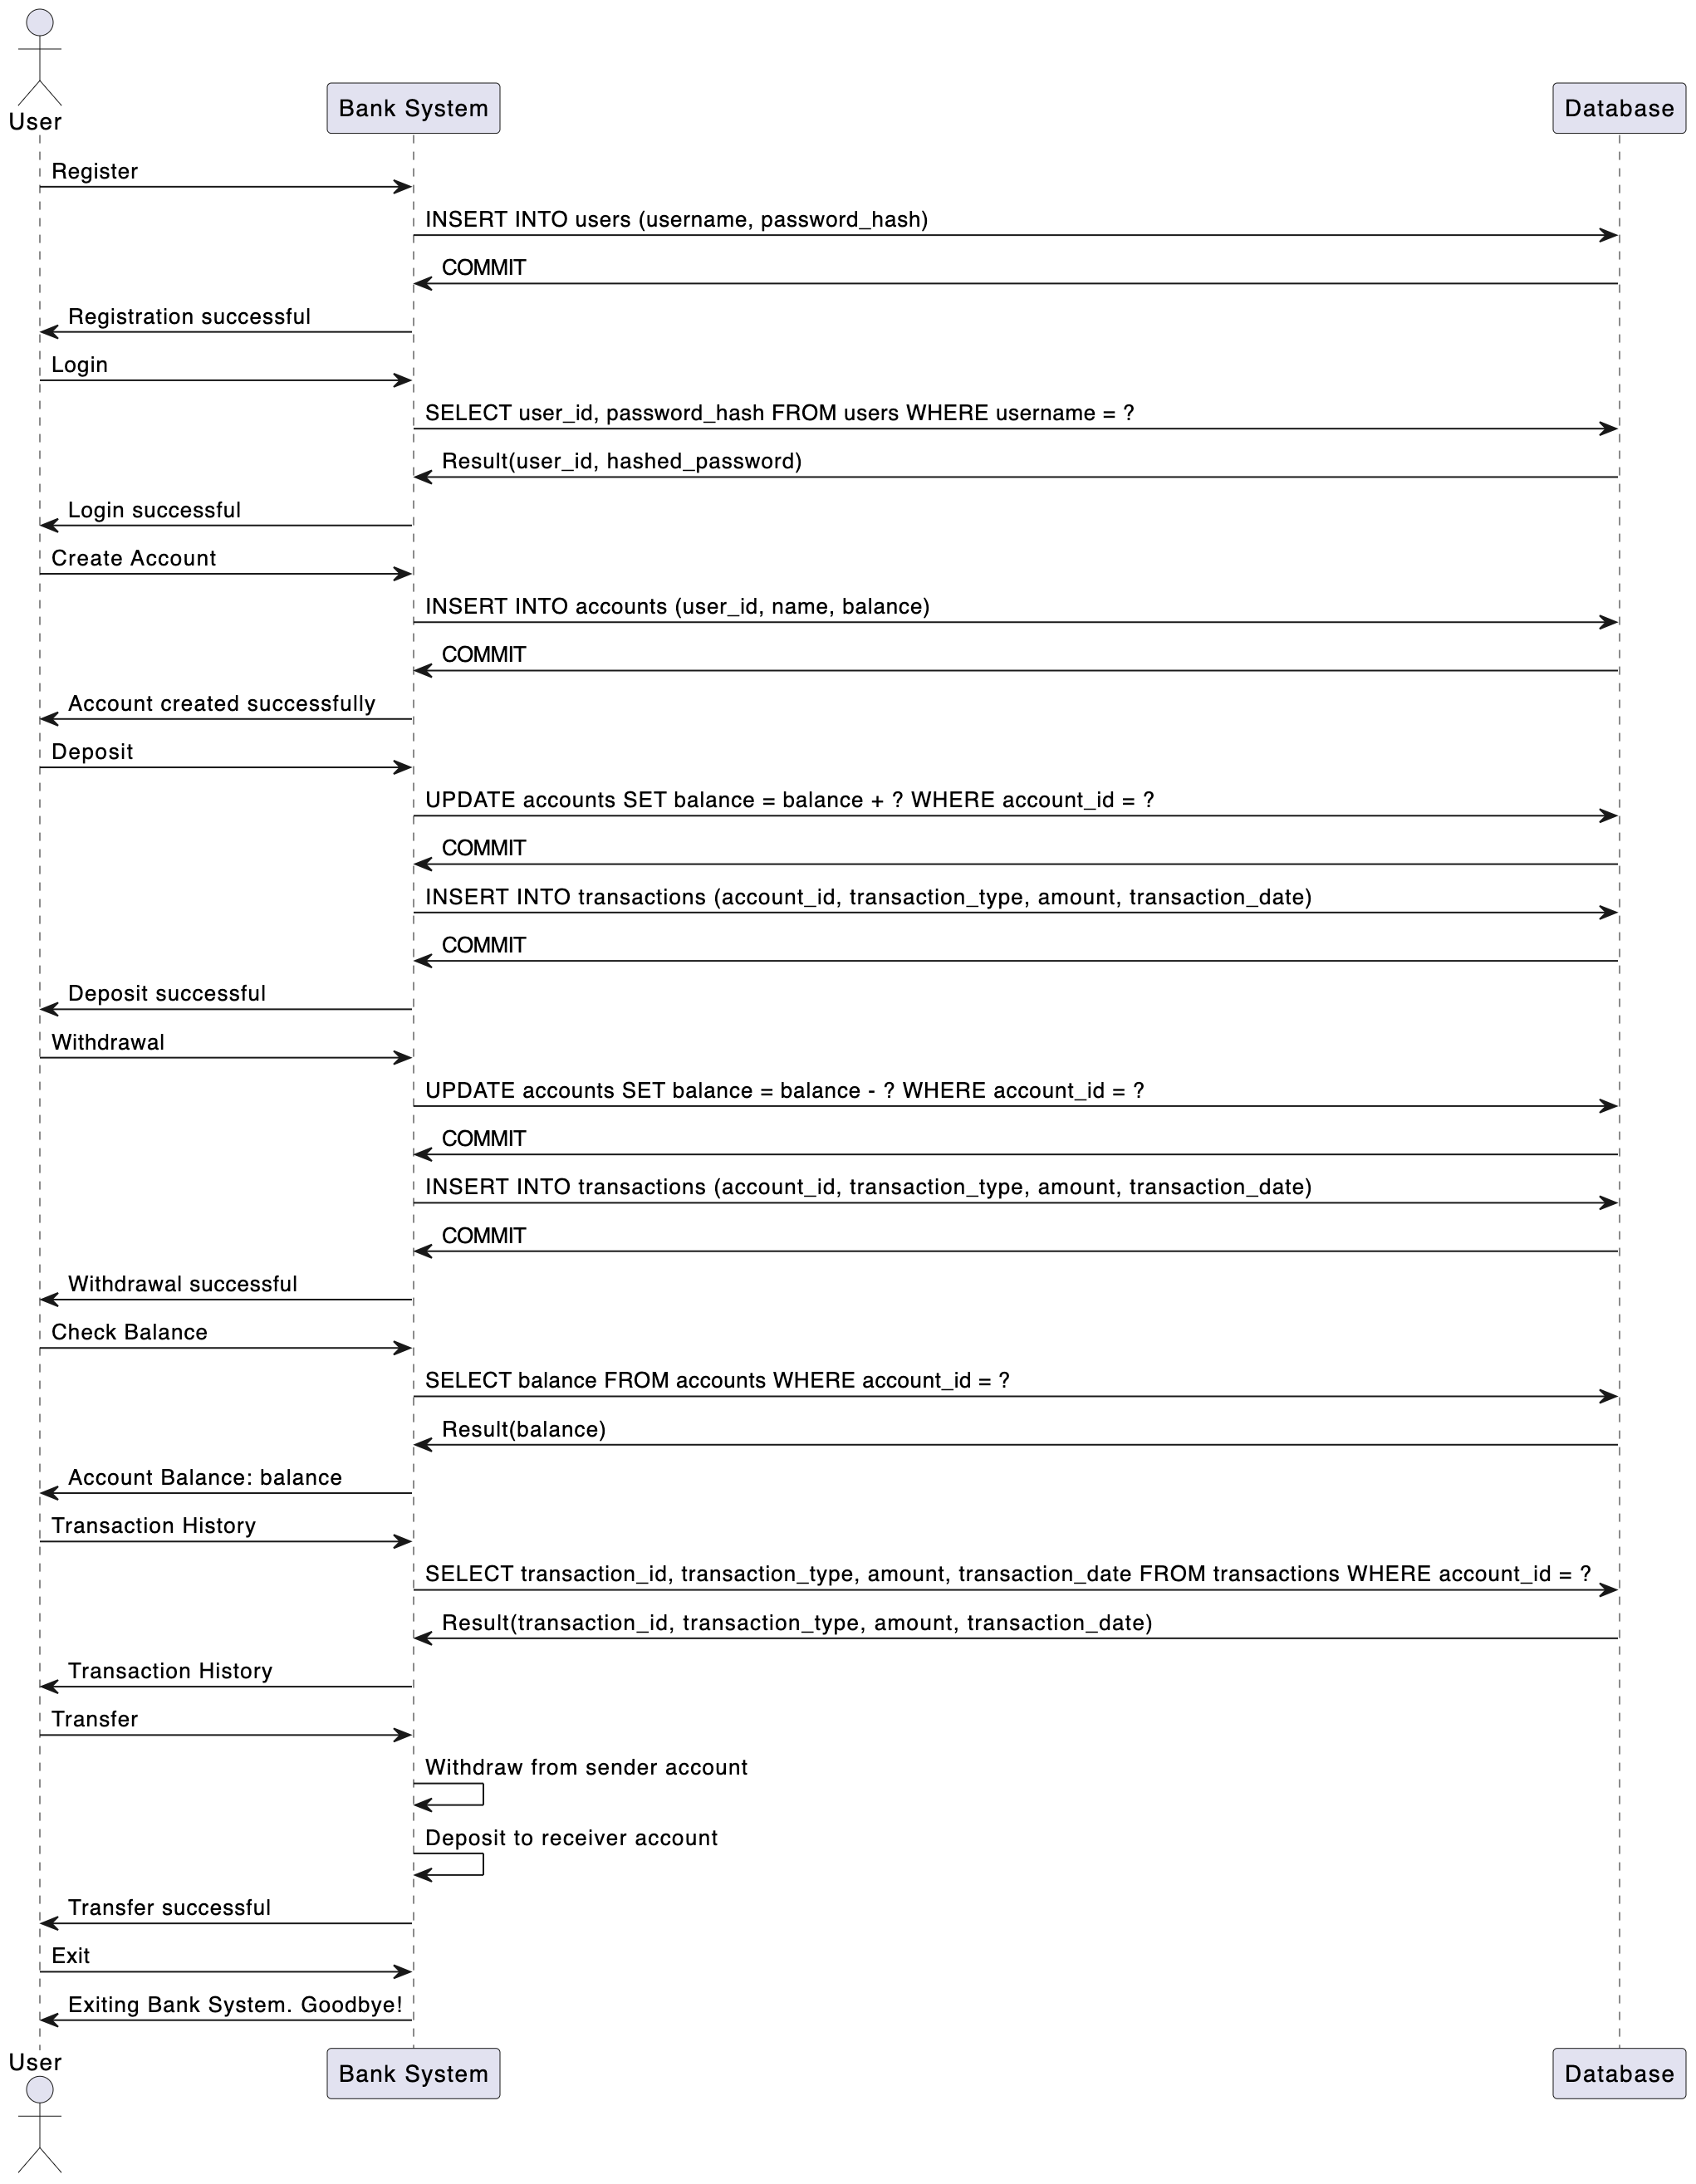 User
Bank System
Database
Register
INSERT INTO users (username, password_hash)
COMMIT
Registration successful
Login
SELECT user_id, password_hash FROM users WHERE username = ?
Result(user_id, hashed_password)
Login successful
Create Account
INSERT INTO accounts (user_id, name, balance)
COMMIT
Account created successfully
Deposit
UPDATE accounts SET balance = balance + ? WHERE account_id = ?
COMMIT
INSERT INTO transactions (account_id, transaction_type, amount, transaction_date)
COMMIT
Deposit successful
Withdrawal
UPDATE accounts SET balance = balance - ? WHERE account_id = ?
COMMIT
INSERT INTO transactions (account_id, transaction_type, amount, transaction_date)
COMMIT
Withdrawal successful
Check Balance
SELECT balance FROM accounts WHERE account_id = ?
Result(balance)
Account Balance: balance
Transaction History
SELECT transaction_id, transaction_type, amount, transaction_date FROM transactions WHERE account_id = ?
Result(transaction_id, transaction_type, amount, transaction_date)
Transaction History
Transfer
Withdraw from sender account
Deposit to receiver account
Transfer successful
Exit
Exiting Bank System. Goodbye!
User
Bank System
Database